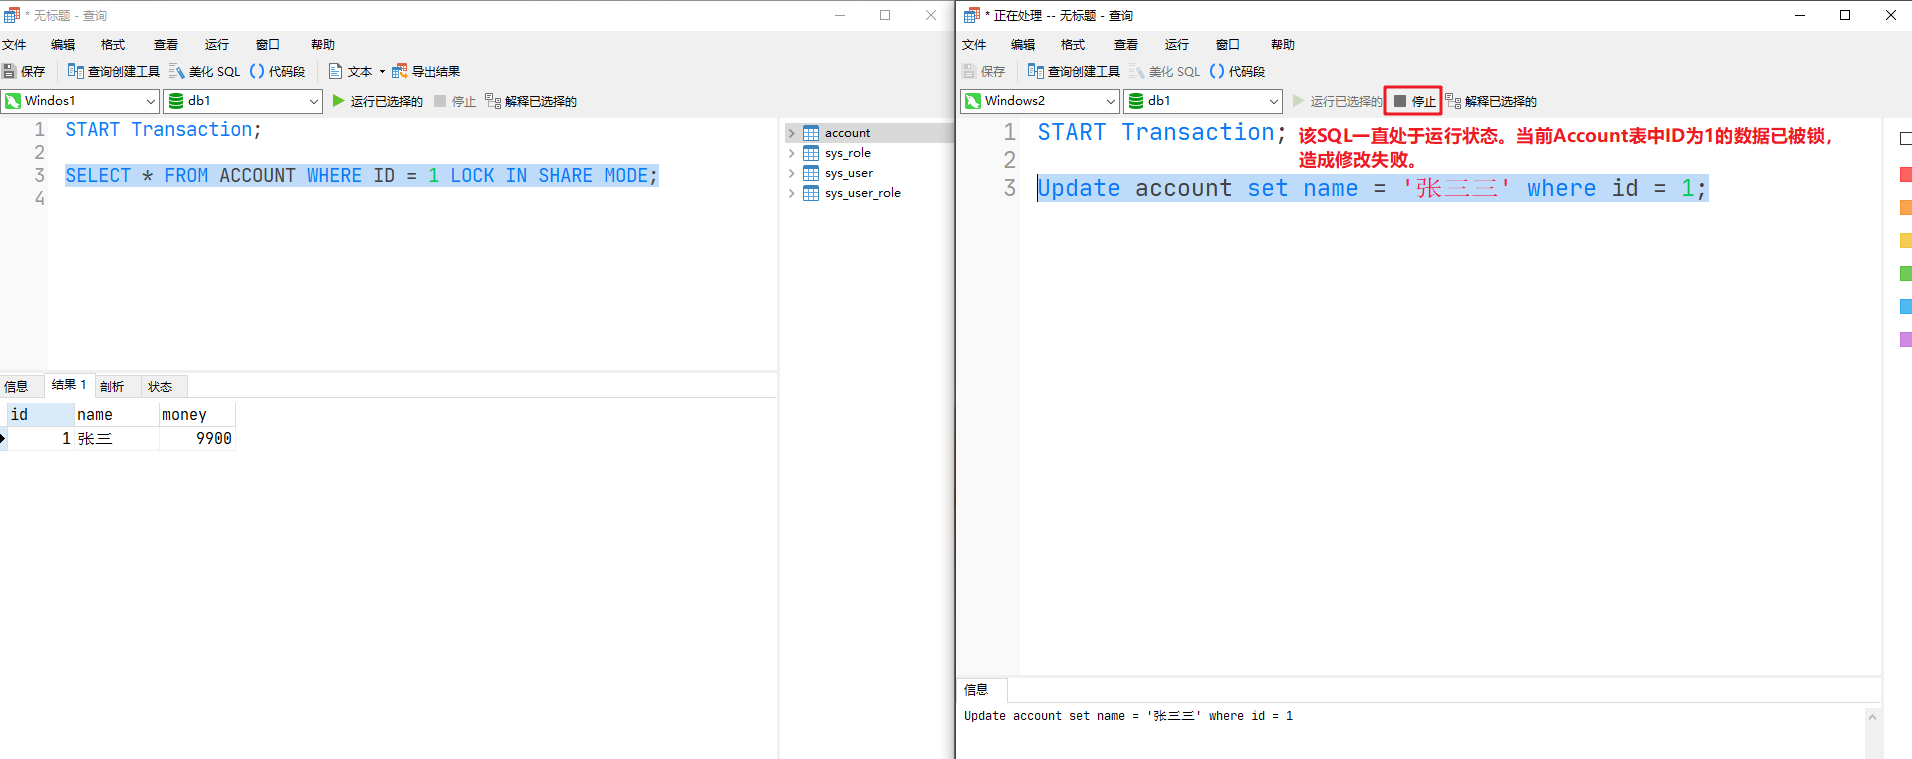 * 无标题 - 查询
文件 编辑 格式 查看 运行 窗口 帮助
保存 查询创建工具 美化 SQL () 代码段 文本 导出结果
Windos1 db1 运行已选择的 停止 解释已选择的
1 START Transaction;
2
3 SELECT * FROM ACCOUNT WHERE ID = 1 LOCK IN SHARE MODE;
4
account
sys_role
sys_user
sys_user_role
信息 结果 1 剖析 状态
id name money
1 张三 9900
* 正在处理 -- 无标题 - 查询
文件 编辑 格式 查看 运行 窗口 帮助
保存 查询创建工具 美化 SQL () 代码段
Windows2 db1 运行已选择的 停止 解释已选择的
1 START Transaction;
该SQL一直处于运行状态。当前Account表中ID为1的数据已被锁，
造成修改失败。
2
3 Update account set name = '张三三' where id = 1;
信息
Update account set name = '张三三' where id = 1